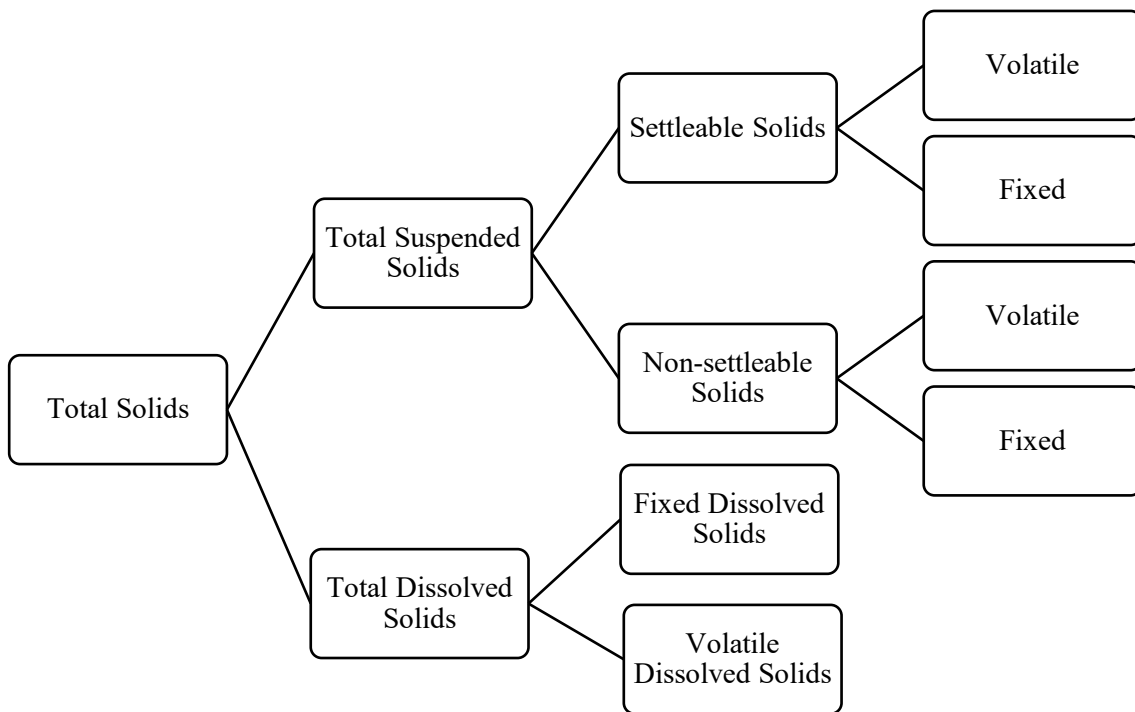 Total Solids
Total Suspended
Solids
Settleable Solids
Volatile
Fixed
Non-settleable
Solids
Volatile
Fixed
Total Dissolved
Solids
Fixed Dissolved
Solids
Volatile
Dissolved Solids